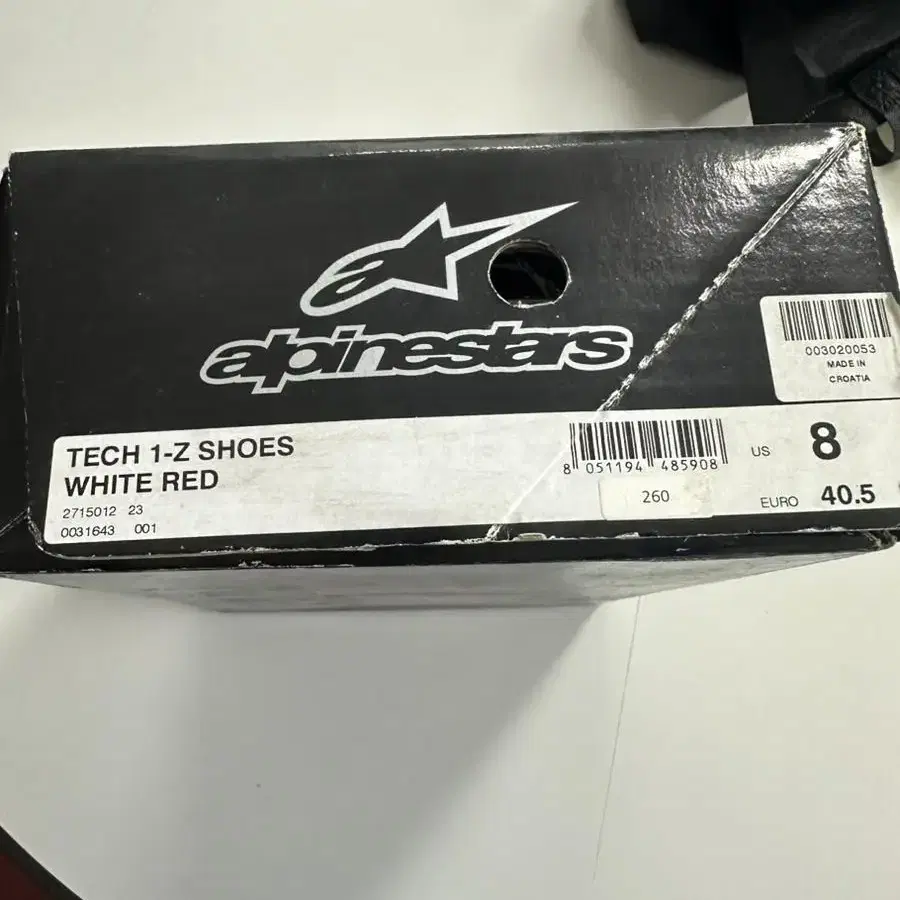 alpinestars
003020053
MADE IN
CROATIA
TECH 1-Z SHOES
WHITE RED
2715012 23
0031643 001
8 051194 485908
260
US 8
EURO 40.5